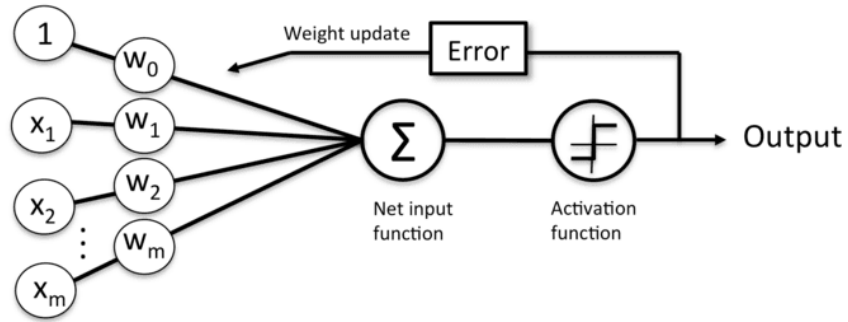 1
w0
Weight update
Error
x1
w1
Σ
Output
x2
w2
Net input
function
Activation
function
⋮
wm
xm